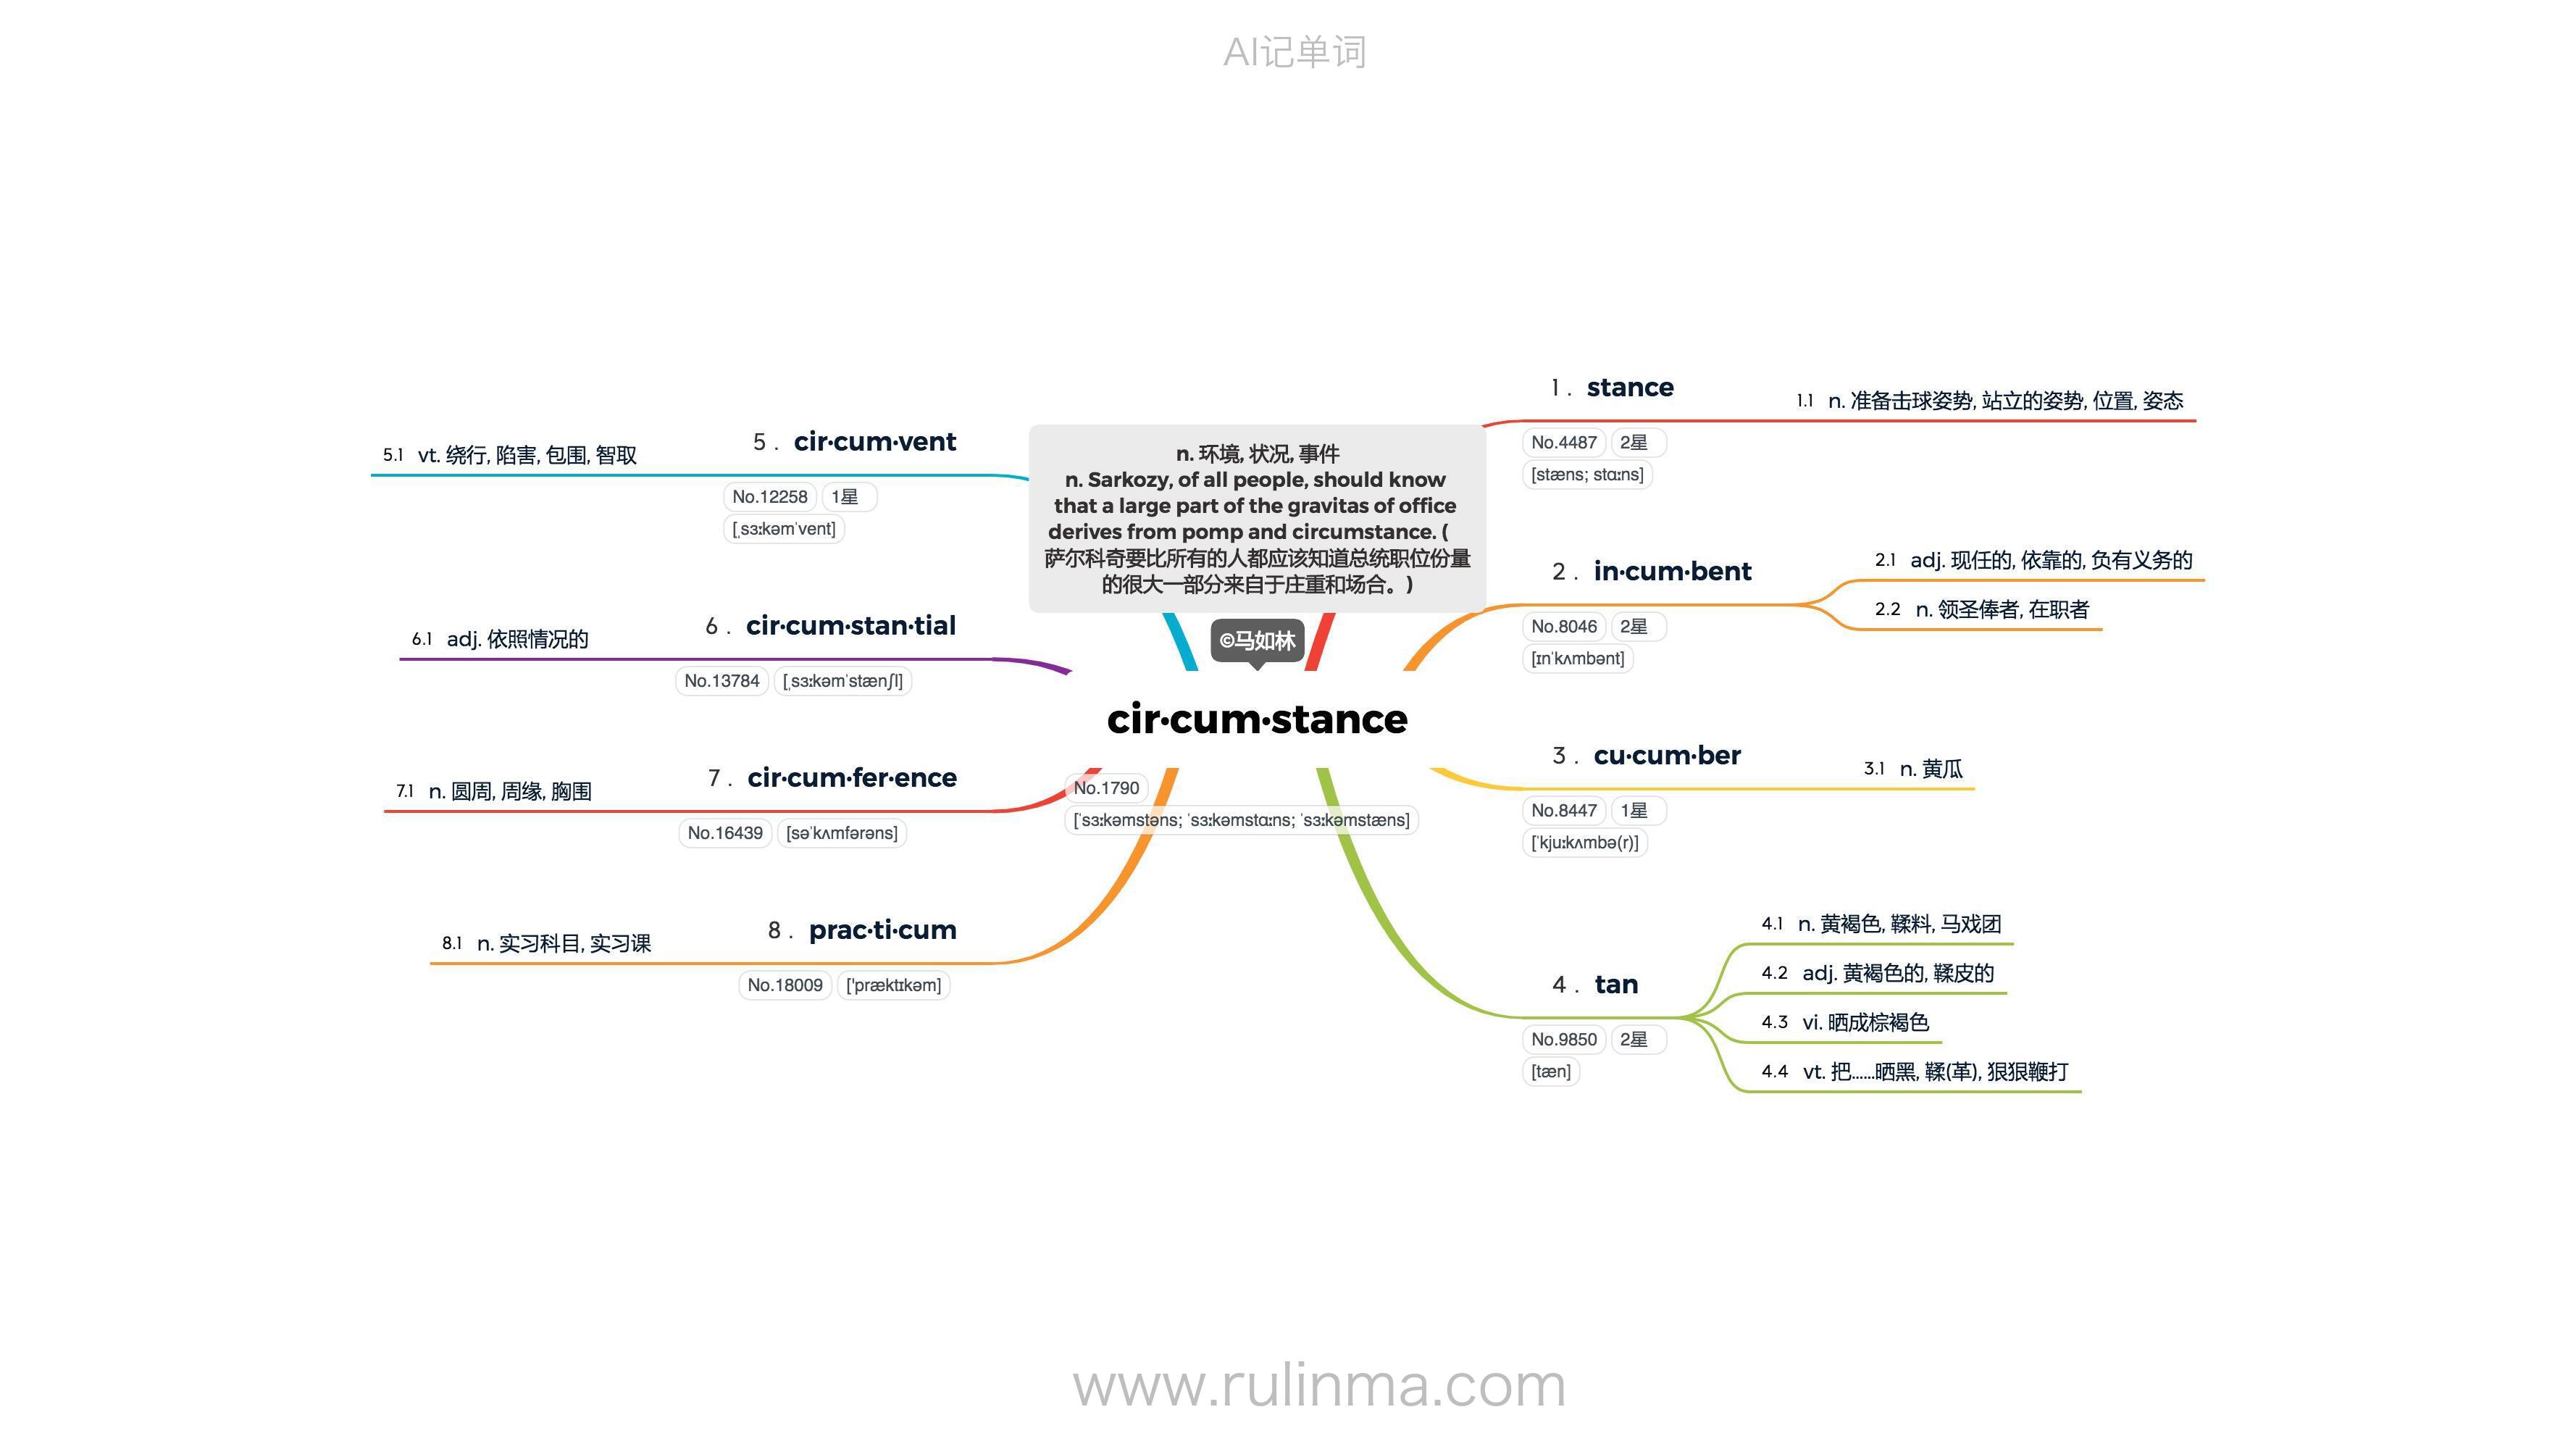 AI记单词
n. 环境, 状况, 事件
n. Sarkozy, of all people, should know
that a large part of the gravitas of office
derives from pomp and circumstance. (
萨尔科奇要比所有的人都应该知道总统职位份量
的很大一部分来自于庄重和场合。)
©马如林
cir·cum·stance
No.1790
[ˈsɜːkəmstəns; ˈsɜːkəmstɑːns; ˈsɜːkəmstæns]
1. stance
No.4487 2星
[stæns; stɑːns]
1.1 n. 准备击球姿势, 站立的姿势, 位置, 姿态
2. in·cum·bent
No.8046 2星
[ɪnˈkʌmbənt]
2.1 adj. 现任的, 依靠的, 负有义务的
2.2 n. 领圣俸者, 在职者
3. cu·cum·ber
No.8447 1星
[ˈkjuːkʌmbə(r)]
3.1 n. 黄瓜
4. tan
No.9850 2星
[tæn]
4.1 n. 黄褐色, 鞣料, 马戏团
4.2 adj. 黄褐色的, 鞣皮的
4.3 vi. 晒成棕褐色
4.4 vt. 把……晒黑, 鞣(革), 狠狠鞭打
5. cir·cum·vent
No.12258 1星
[ˌsɜːkəmˈvent]
5.1 vt. 绕行, 陷害, 包围, 智取
6. cir·cum·stan·tial
No.13784 [ˌsɜːkəmˈstænʃl]
6.1 adj. 依照情况的
7. cir·cum·fer·ence
No.16439 [səˈkʌmfərəns]
7.1 n. 圆周, 周缘, 胸围
8. prac·ti·cum
No.18009 ['præktɪkəm]
8.1 n. 实习科目, 实习课
www.rulinma.com